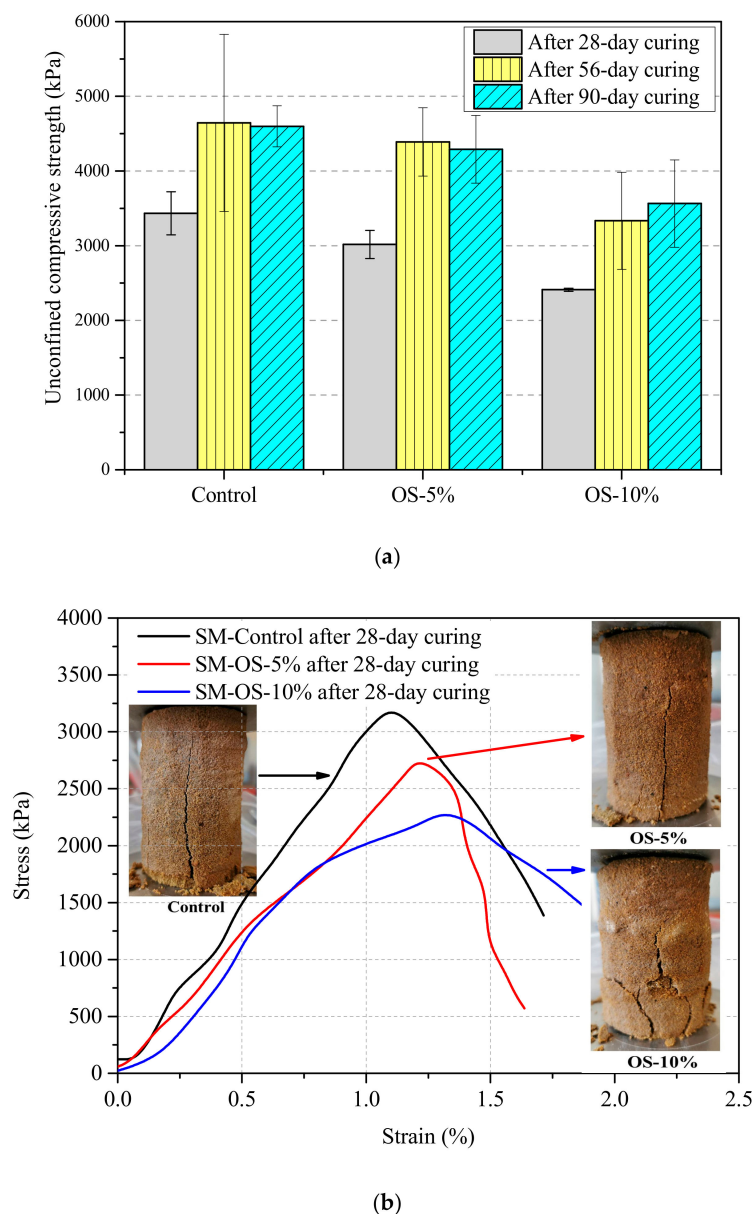 6000
5000
4000
3000
2000
1000
0
Unconfined compressive strength (kPa)
After 28-day curing
After 56-day curing
After 90-day curing
Control
OS-5%
OS-10%
(a)
4000
3500
3000
2500
2000
1500
1000
500
0
Stress (kPa)
SM-Control after 28-day curing
SM-OS-5% after 28-day curing
SM-OS-10% after 28-day curing
Control
OS-5%
OS-10%
0.0
0.5
1.0
1.5
2.0
2.5
Strain (%)
(b)